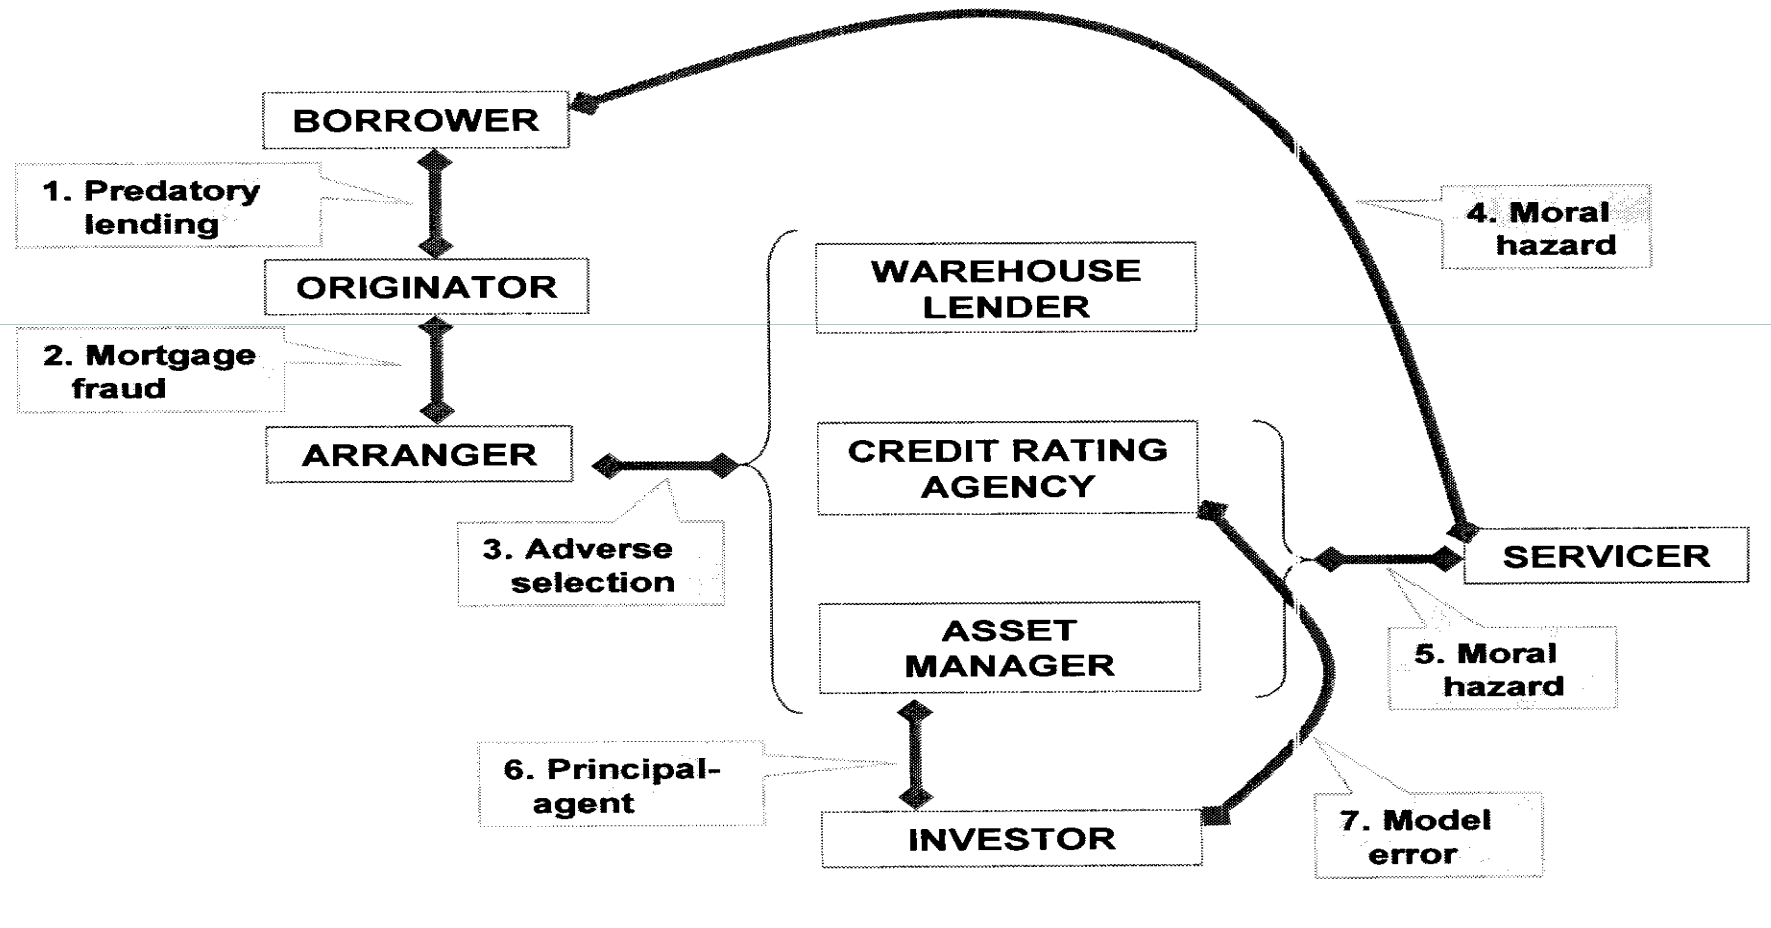 BORROWER
1. Predatory
lending
4. Moral
hazard
ORIGINATOR
WAREHOUSE
LENDER
2. Mortgage
fraud
ARRANGER
CREDIT RATING
AGENCY
3. Adverse
selection
SERVICER
ASSET
MANAGER
5. Moral
hazard
6. Principal-
agent
INVESTOR
7. Model
error